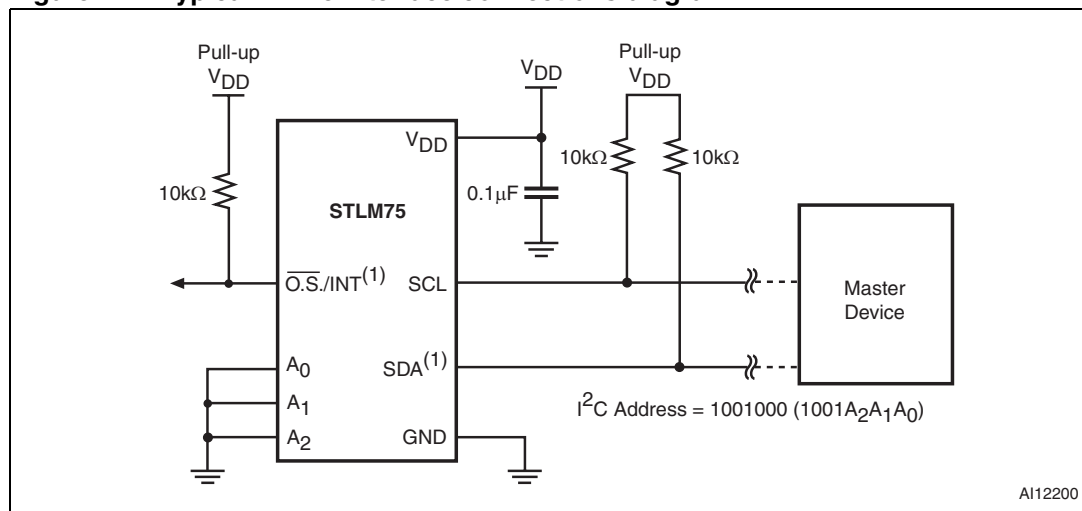 Pull-up
VDD
10kΩ
VDD
Pull-up
VDD
10kΩ
10kΩ
0.1μF
VDD
STLM75
O.S./INT(1)
SCL
A0
A1
A2
SDA(1)
GND
Master
Device
I2C Address = 1001000 (1001A2A1A0)
AI12200